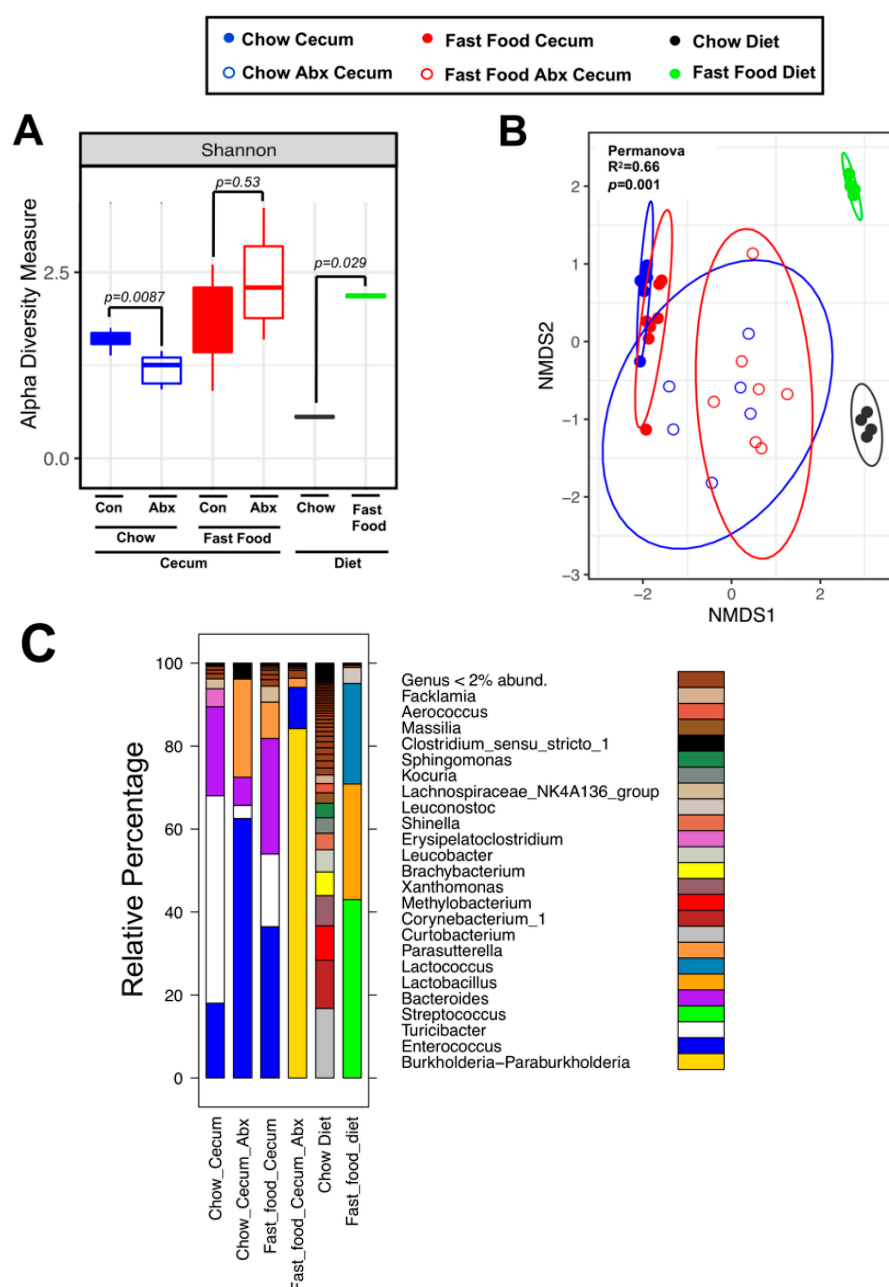 Chow Cecum
Fast Food Cecum
Chow Diet
Chow Abx Cecum
Fast Food Abx Cecum
Fast Food Diet
A
Shannon
Alpha Diversity Measure
2.5
0.0
p=0.0087
p=0.53
p=0.029
Con
Abx
Con
Abx
Chow
Fast
Food
Chow
Fast Food
Cecum
Diet
B
Permanova
R²=0.66
p=0.001
NMDS2
2
1
0
−1
−2
−3
−2
0
2
NMDS1
C
Relative Percentage
100
80
60
40
20
0
Chow_Cecum
Chow_Cecum_Abx
Fast_food_Cecum
Fast_food_Cecum_Abx
Chow Diet
Fast_food_diet
Genus < 2% abund.
Facklamia
Aerococcus
Massilia
Clostridium_sensu_stricto_1
Sphingomonas
Kocuria
Lachnospiraceae_NK4A136_group
Leuconostoc
Shinella
Erysipelatoclostridium
Leucobacter
Brachybacterium
Xanthomonas
Methylobacterium
Corynebacterium_1
Curtobacterium
Parasutterella
Lactococcus
Lactobacillus
Bacteroides
Streptococcus
Turicibacter
Enterococcus
Burkholderia−Paraburkholderia